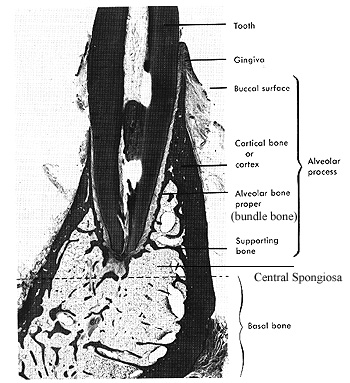 Tooth
Gingiva
Buccal surface
Cortical bone
or
cortex
Alveolar
process
Alveolar bone
proper
(bundle bone)
Supporting
bone
Central Spongiosa
Basal bone